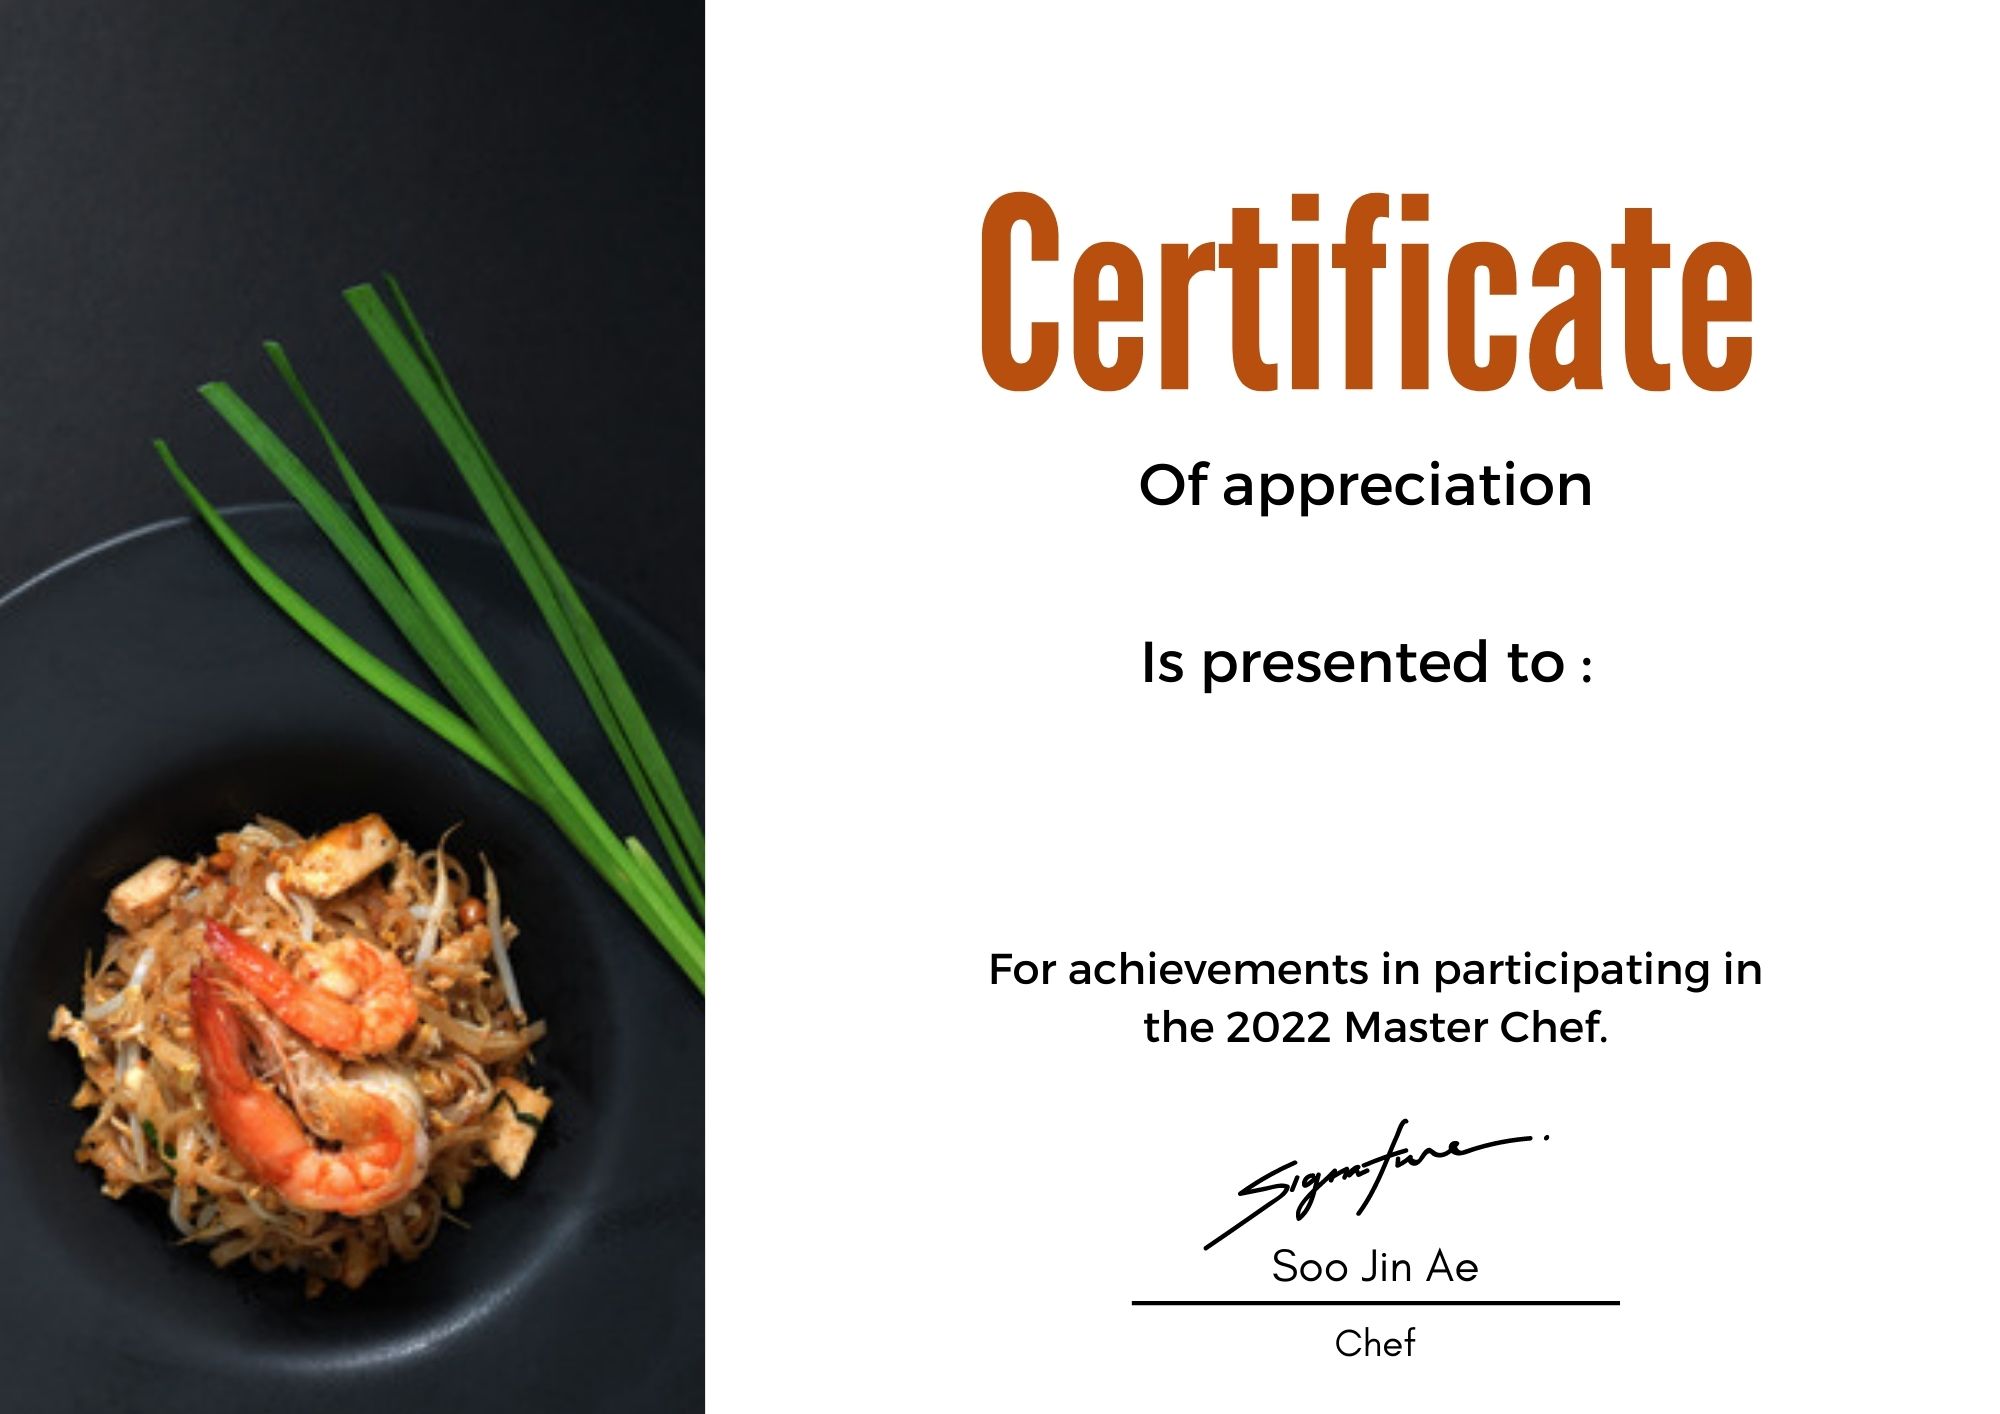 Certificate
Of appreciation
Is presented to :
For achievements in participating in
the 2022 Master Chef.
Signature
Soo Jin Ae
Chef